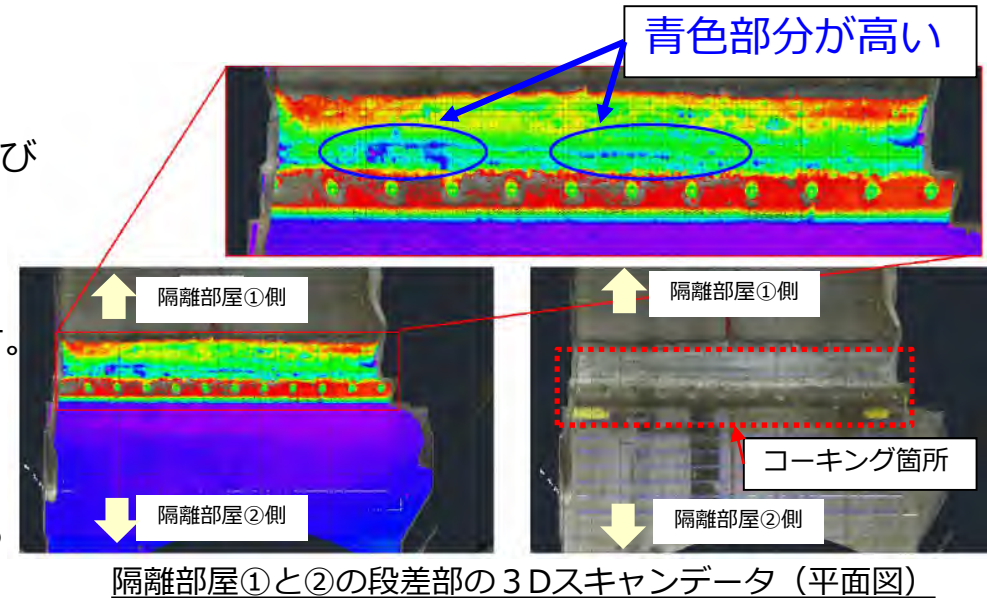 青色部分が高い
び
隔離部屋①側
隔離部屋①側
。
コーキング箇所
隔離部屋②側
隔離部屋②側
隔離部屋①と②の段差部の３Dスキャンデータ（平面図）